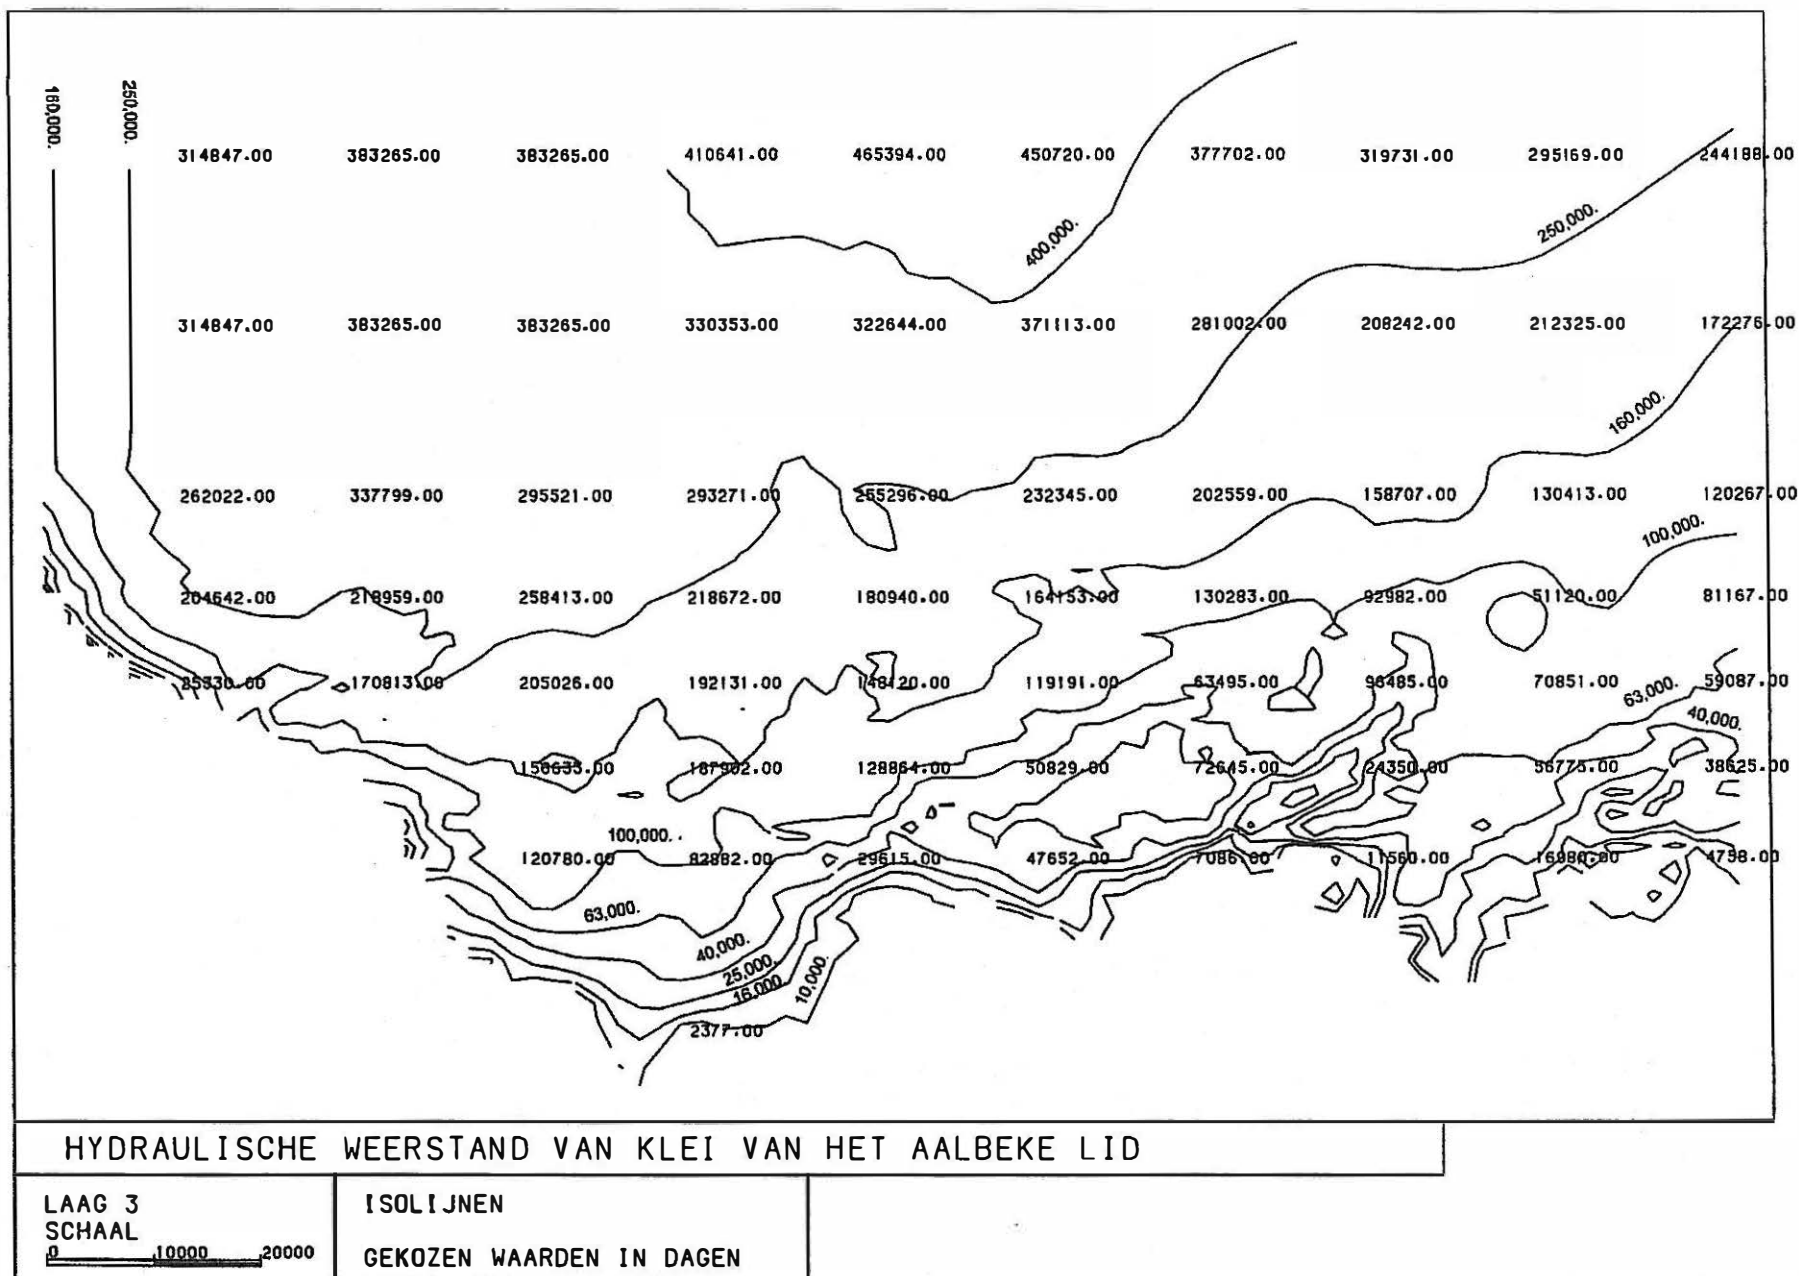 160,000.
250,000.
314847.00 383265.00 383265.00 410641.00 465394.00 450720.00 377702.00 319731.00 295169.00 244188.00
400,000.
250,000.
314847.00 383265.00 383265.00 330353.00 322644.00 371113.00 281002.00 208242.00 212325.00 172276.00
160,000.
262022.00 337799.00 295521.00 293271.00 255296.00 232345.00 202559.00 158707.00 130413.00 120267.00
100,000.
204642.00 218959.00 258413.00 218672.00 180940.00 164153.00 130283.00 92982.00 51120.00 81167.00
170813.00 205026.00 192131.00 119191.00 63495.00 96485.00 70851.00 59087.00
63,000.
40,000.
150633.00 187902.00 128864.00 50829.00 72645.00 24350.00 56775.00 38625.00
100,000.
120780.00 82882.00 29615.00 47652.00 7086.00 11560.00 16980.00 4758.00
63,000.
40,000.
25,000.
16,000.
10,000.
2377.00
HYDRAULISCHE WEERSTAND VAN KLEI VAN HET AALBEKE LID
LAAG 3
SCHAAL
0 10000 20000
ISOLIJNEN
GEKOZEN WAARDEN IN DAGEN